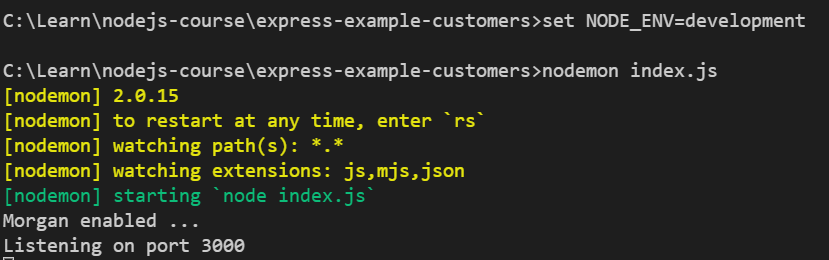 C:\Learn\nodejs-course\express-example-customers>set NODE_ENV=development
C:\Learn\nodejs-course\express-example-customers>nodemon index.js
[nodemon] 2.0.15
[nodemon] to restart at any time, enter `rs`
[nodemon] watching path(s): *.*
[nodemon] watching extensions: js,mjs,json
[nodemon] starting `node index.js`
Morgan enabled ...
Listening on port 3000